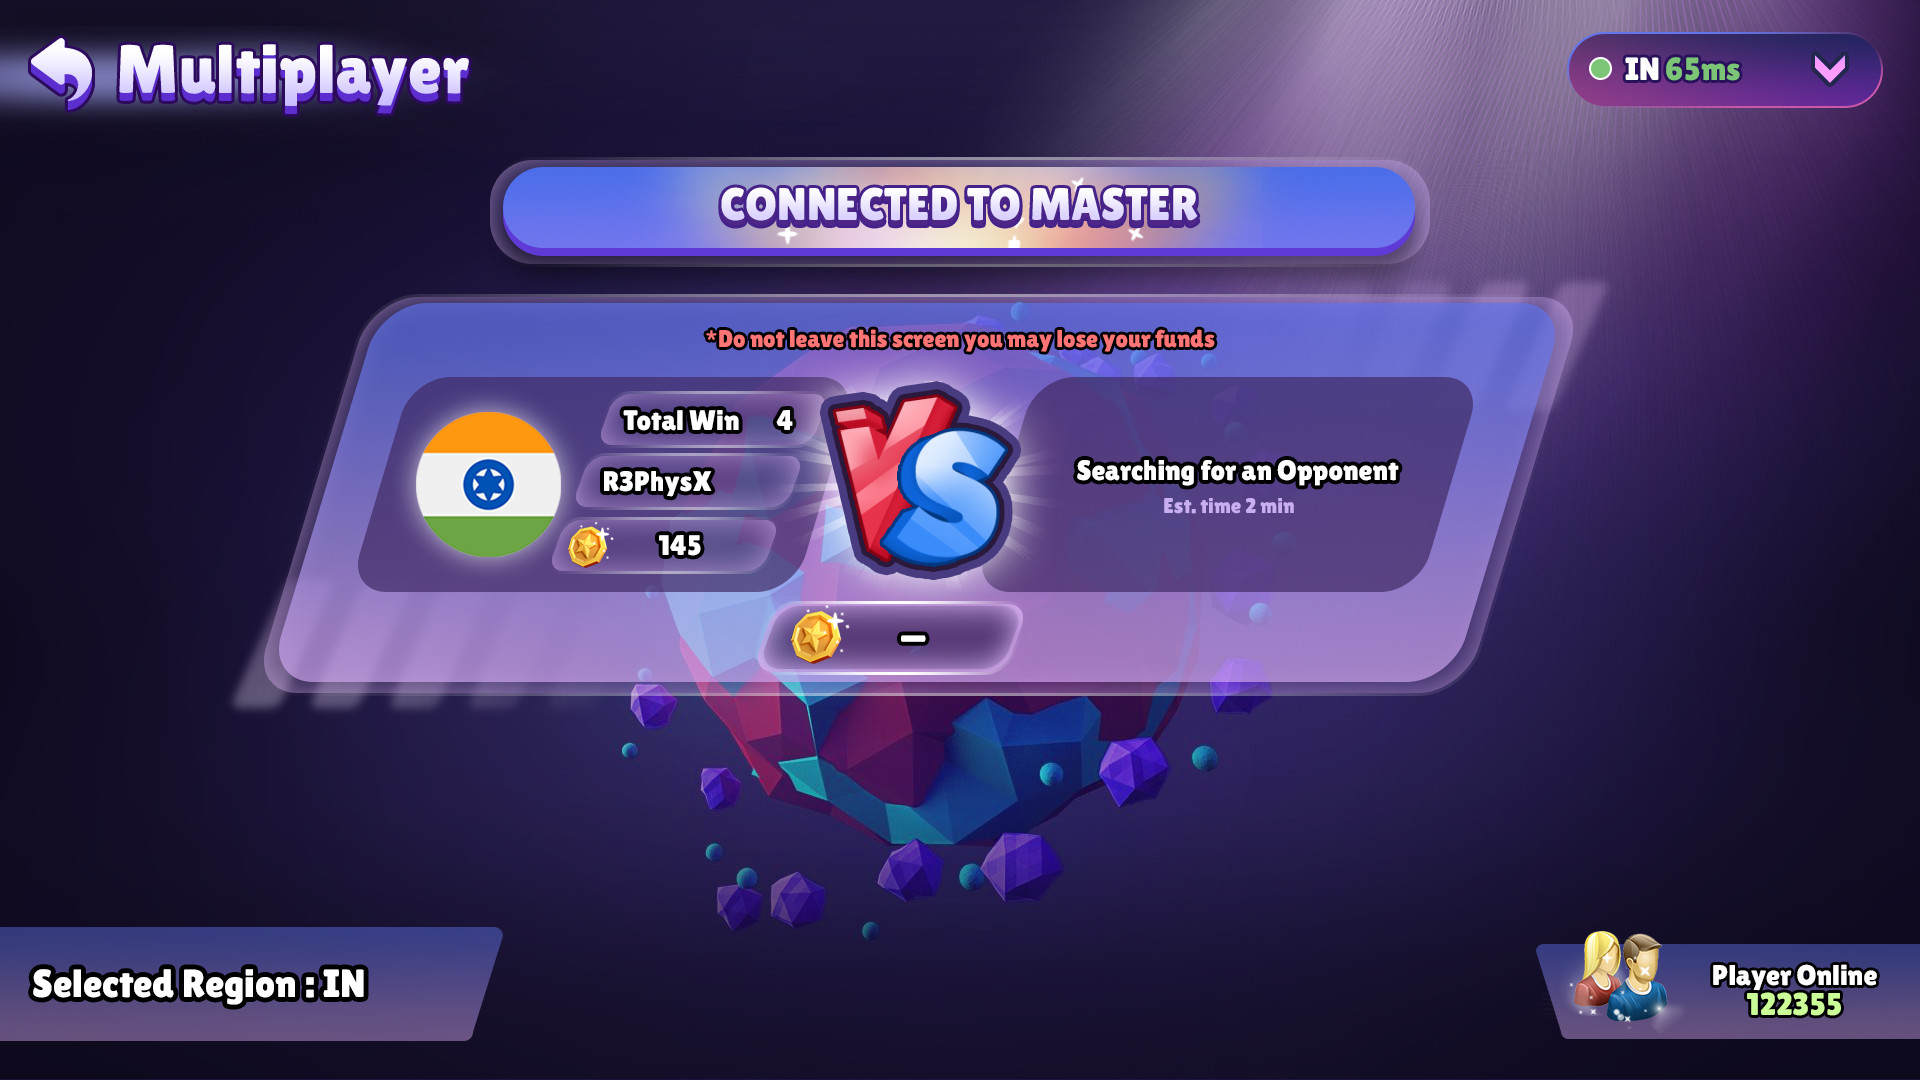 Multiplayer
IN 65ms
CONNECTED TO MASTER
*Do not leave this screen you may lose your funds
Total Win 4
R3PhysX
145
VS
Searching for an Opponent
Est. time 2 min
–
Selected Region : IN
Player Online
122355